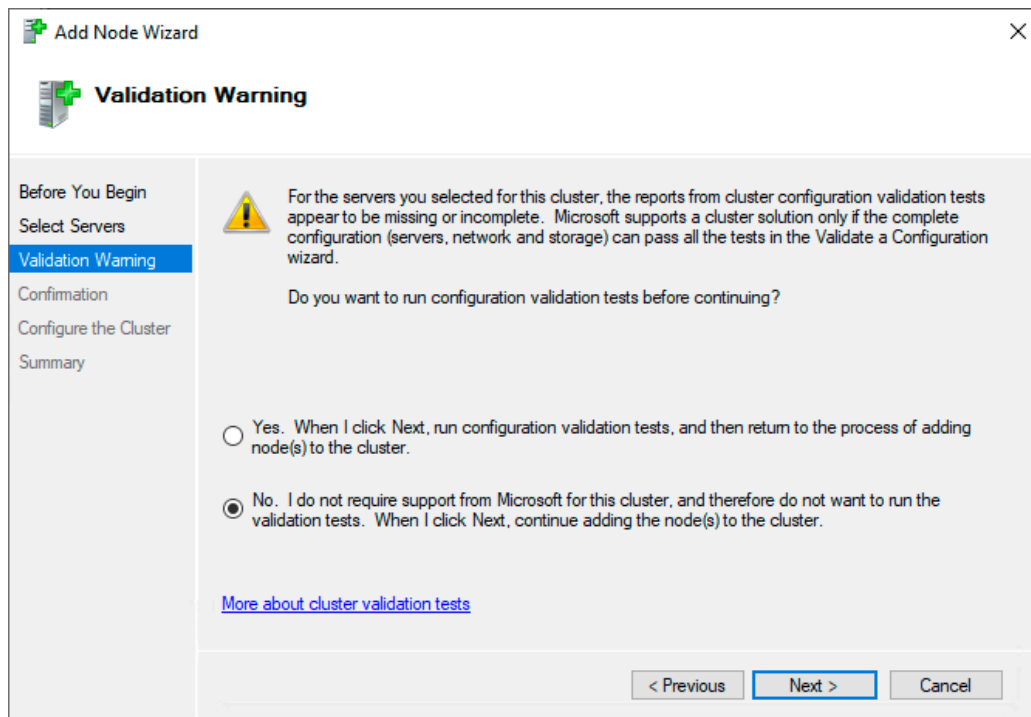 Add Node Wizard
Validation Warning
Before You Begin
Select Servers
Validation Warning
Confirmation
Configure the Cluster
Summary
For the servers you selected for this cluster, the reports from cluster configuration validation tests
appear to be missing or incomplete. Microsoft supports a cluster solution only if the complete
configuration (servers, network and storage) can pass all the tests in the Validate a Configuration
wizard.
Do you want to run configuration validation tests before continuing?
Yes. When I click Next, run configuration validation tests, and then return to the process of adding
node(s) to the cluster.
No. I do not require support from Microsoft for this cluster, and therefore do not want to run the
validation tests. When I click Next, continue adding the node(s) to the cluster.
More about cluster validation tests
< Previous
Next >
Cancel